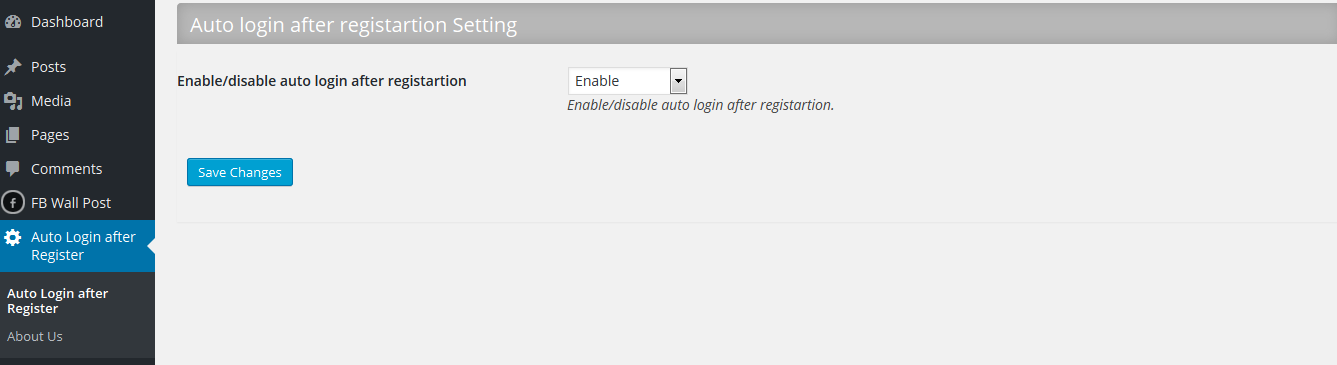 Dashboard
Posts
Media
Pages
Comments
FB Wall Post
Auto Login after
Register
Auto Login after
Register
About Us
Auto login after registartion Setting
Enable/disable auto login after registartion
Enable
Enable/disable auto login after registartion.
Save Changes